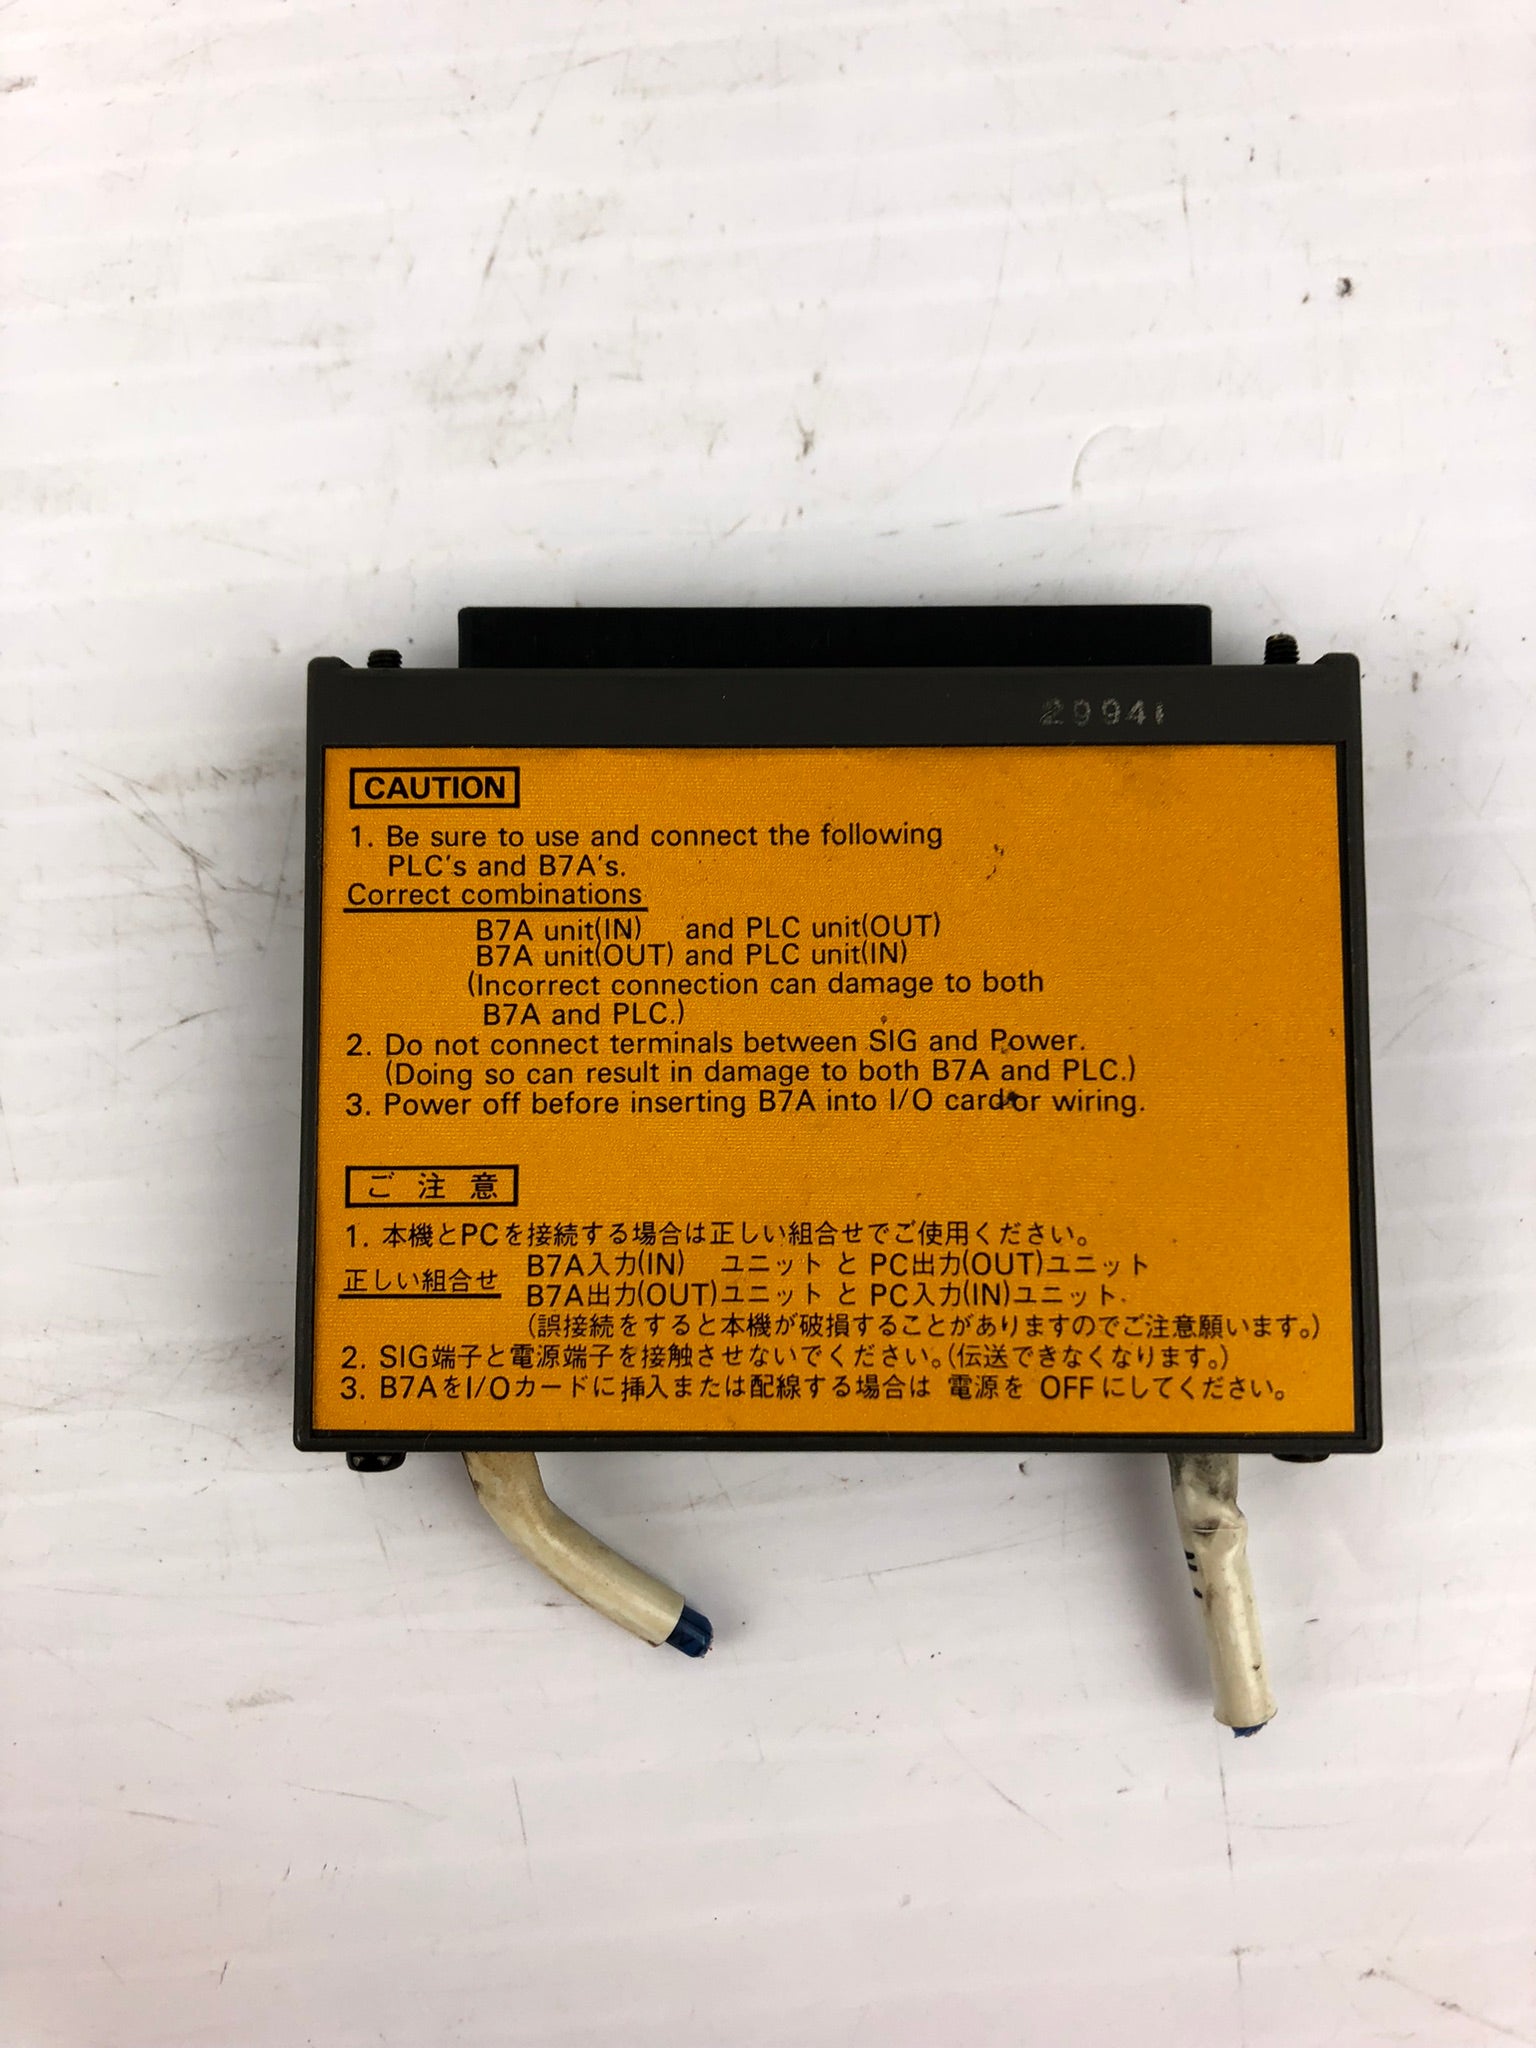 29941
CAUTION
1. Be sure to use and connect the following
PLC's and B7A's.
Correct combinations
B7A unit(IN) and PLC unit(OUT)
B7A unit(OUT) and PLC unit(IN)
(Incorrect connection can damage to both
B7A and PLC.)
2. Do not connect terminals between SIG and Power.
(Doing so can result in damage to both B7A and PLC.)
3. Power off before inserting B7A into I/O card or wiring.
ご注意
1. 本機とPCを接続する場合は正しい組合せでご使用ください。
正しい組合せ B7A入力(IN) ユニット と PC出力(OUT)ユニット
B7A出力(OUT)ユニット と PC入力(IN)ユニット.
(誤接続をすると本機が破損することがありますのでご注意願います。)
2. SIG端子と電源端子を接触させないでください。(伝送できなくなります。)
3. B7AをI/Oカードに挿入または配線する場合は 電源を OFFにしてください。